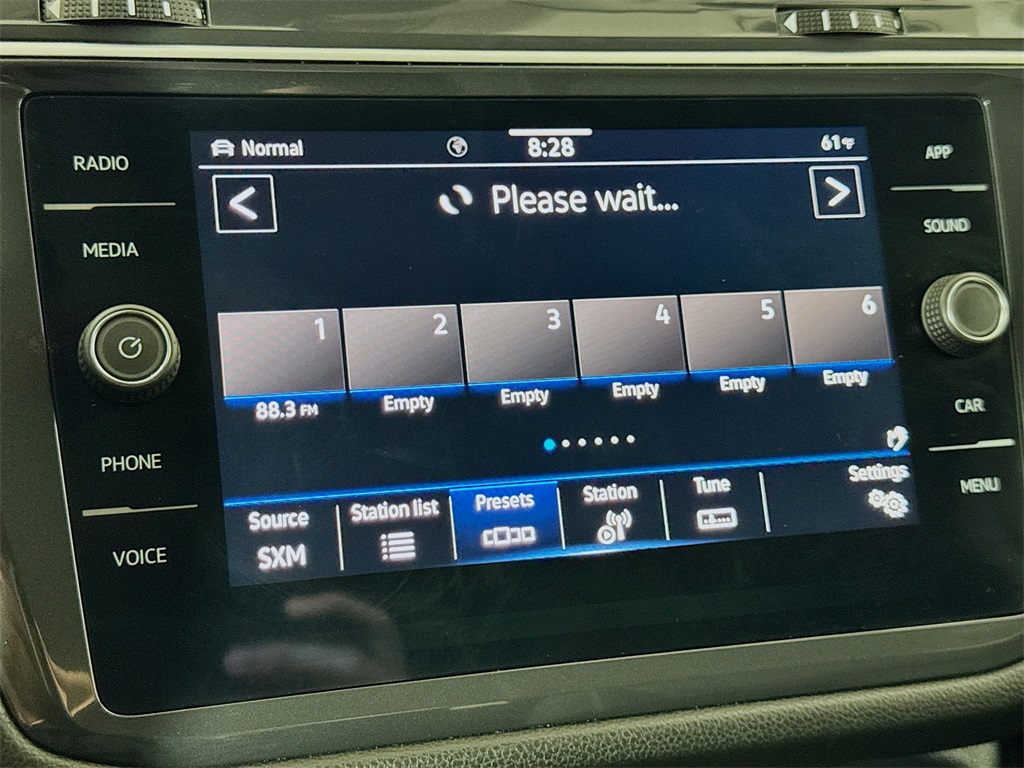 RADIO
MEDIA
PHONE
VOICE
Normal
8:28
61°F
Please wait...
1
88.3 FM
2
Empty
3
Empty
4
Empty
5
Empty
6
Empty
Source
SXM
Station list
Presets
Station
Tune
Settings
APP
SOUND
CAR
MENU